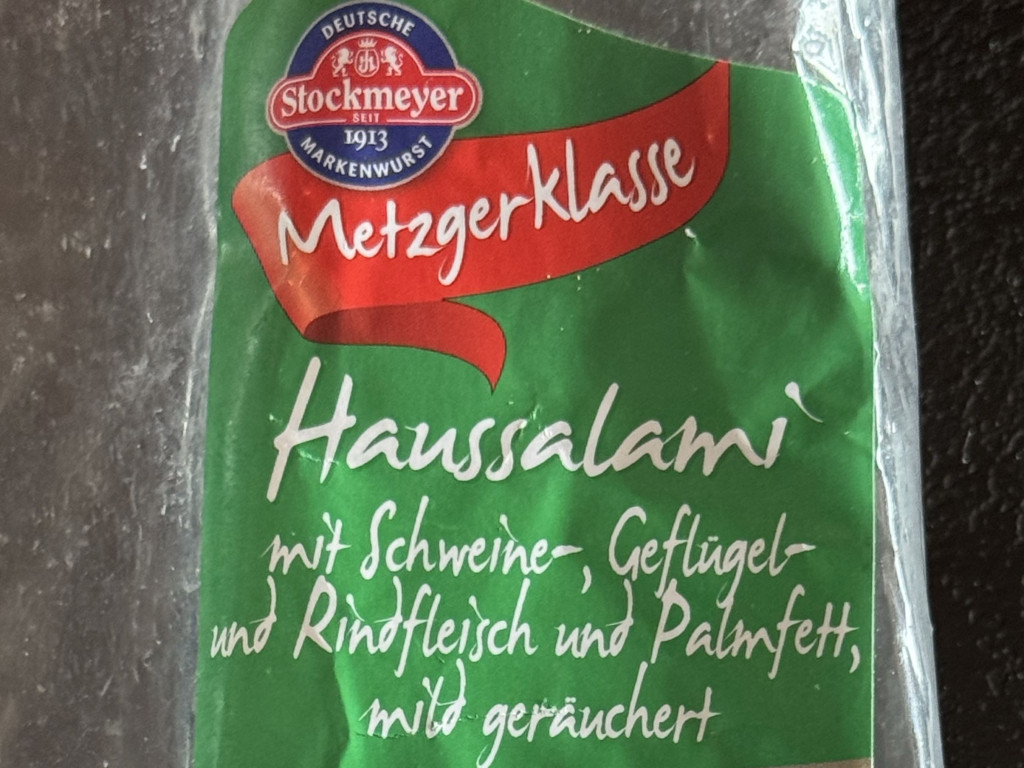 DEUTSCHE
Stockmeyer
SEIT
1913
MARKENWURST
Metzgerklasse
Haussalami
mit Schweine-, Geflügel-
und Rindfleisch und Palmfett,
mild geräuchert